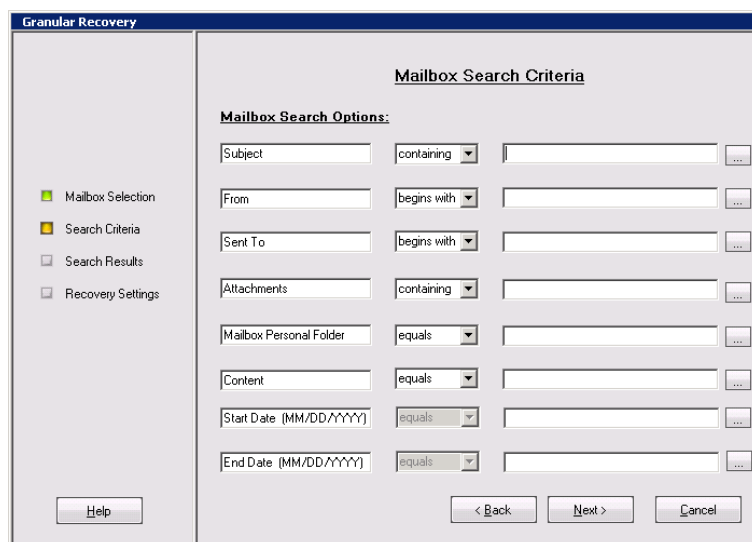 Granular Recovery
Mailbox Selection
Search Criteria
Search Results
Recovery Settings
Help
Mailbox Search Criteria
Mailbox Search Options:
Subject containing ...
From begins with ...
Sent To begins with ...
Attachments containing ...
Mailbox Personal Folder equals ...
Content equals ...
Start Date (MM/DD/YYYY) equals ...
End Date (MM/DD/YYYY) equals ...
< Back Next > Cancel